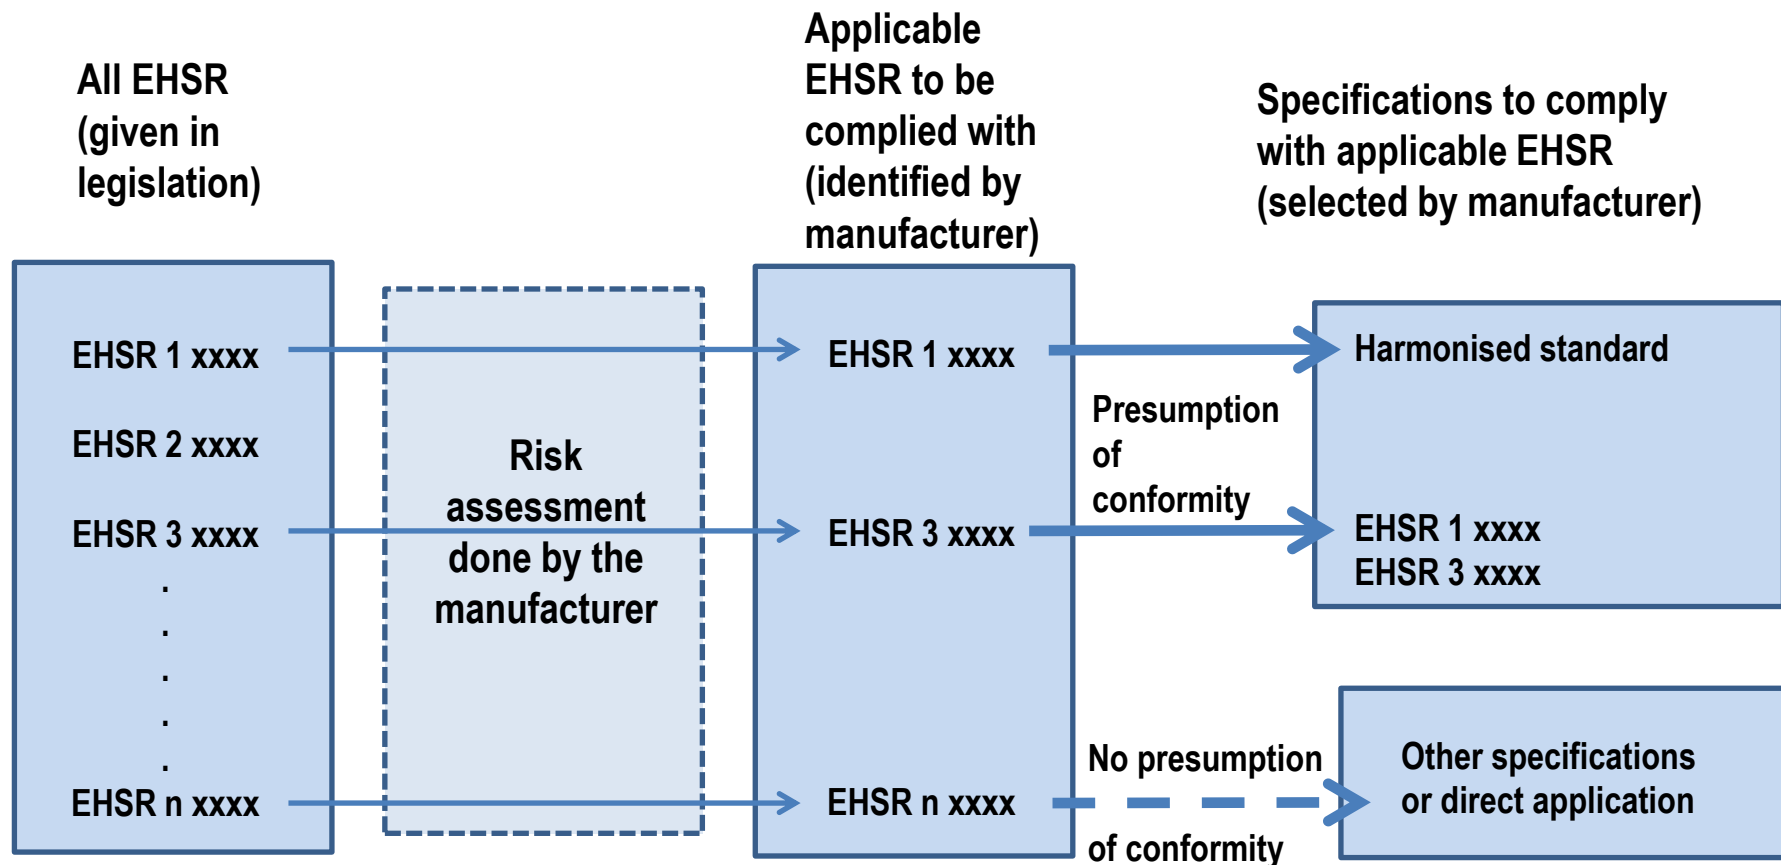 All EHSR
(given in
legislation)
Applicable
EHSR to be
complied with
(identified by
manufacturer)
Specifications to comply
with applicable EHSR
(selected by manufacturer)
EHSR 1 xxxx
EHSR 2 xxxx
EHSR 3 xxxx
.
.
.
.
.
EHSR n xxxx
Risk
assessment
done by the
manufacturer
EHSR 1 xxxx
EHSR 3 xxxx
EHSR n xxxx
Presumption
of
conformity
No presumption
of conformity
Harmonised standard
EHSR 1 xxxx
EHSR 3 xxxx
Other specifications
or direct application